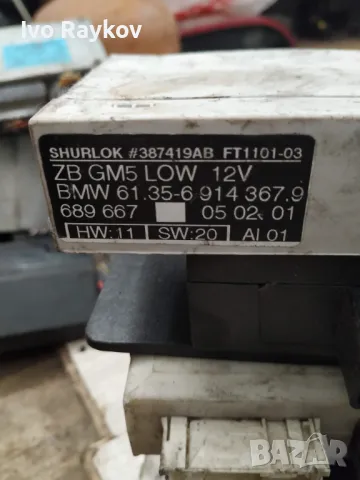 Ivo Raykov
SHURLOK #387419AB FT1101-03
ZB GM5 LOW 12V
BMW 61.35-6 914 367.9
689 667 05 02. 01
HW:11 SW:20 AI.01
BAZAR